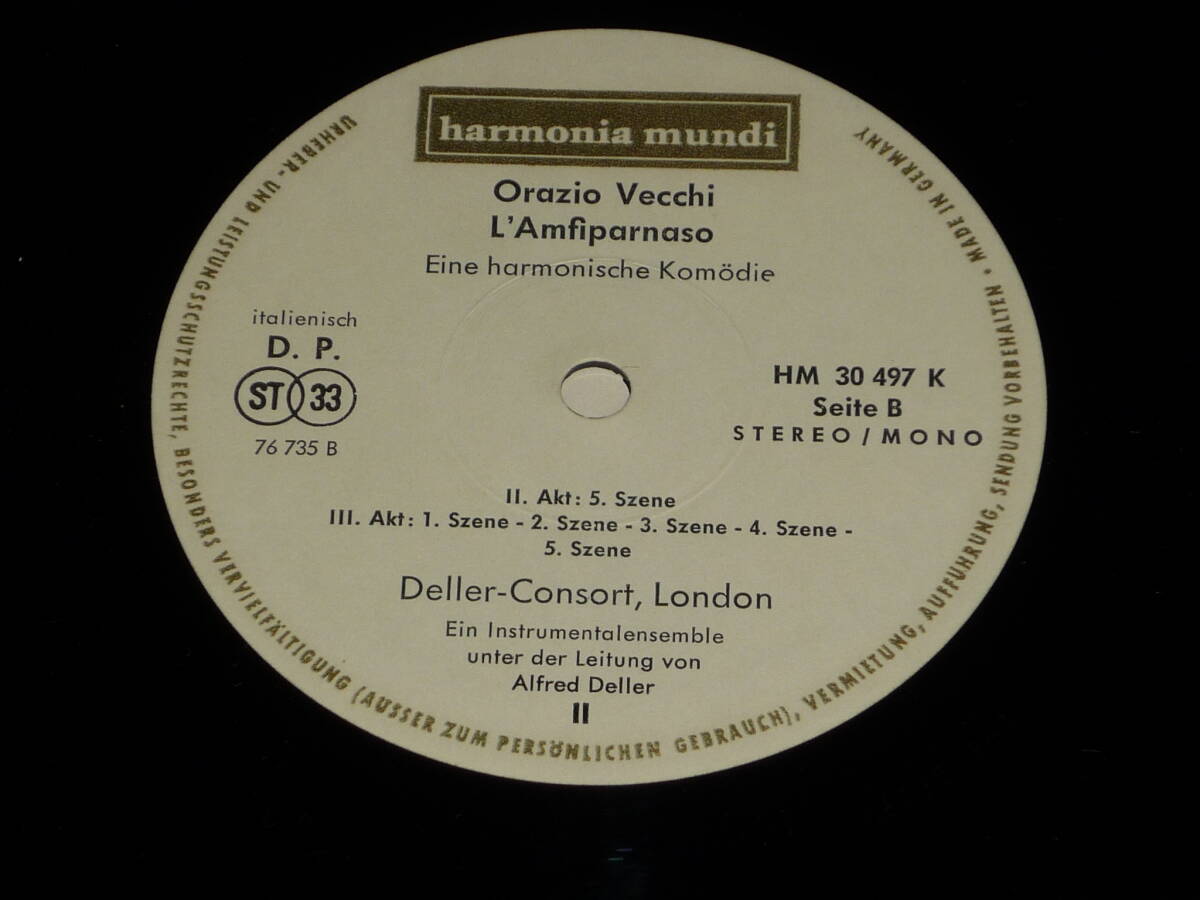 harmonia mundi
Orazio Vecchi
L'Amfiparnaso
Eine harmonische Komödie
italienisch
D. P.
ST 33
76 735 B
HM 30 497 K
Seite B
STEREO / MONO
II. Akt: 5. Szene
III. Akt: 1. Szene - 2. Szene - 3. Szene - 4. Szene -
5. Szene
Deller-Consort, London
Ein Instrumentalensemble
unter der Leitung von
Alfred Deller
II
URHEBER- UND LEISTUNGSSCHUTZRECHTE, BESONDERS VERVIELFÄLTIGUNG (AUSSER ZUM PERSÖNLICHEN GEBRAUCH), VERMIETUNG, AUFFÜHRUNG, SENDUNG VORBEHALTEN • MADE IN GERMANY